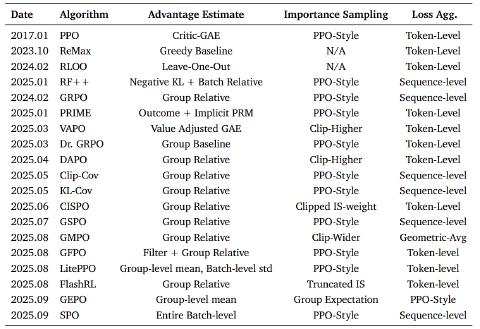 Date Algorithm Advantage Estimate Importance Sampling Loss Agg.
2017.01 PPO Critic-GAE PPO-Style Token-Level
2023.10 ReMax Greedy Baseline N/A Token-Level
2024.02 RLOO Leave-One-Out N/A Token-Level
2025.01 RF++ Negative KL + Batch Relative PPO-Style Sequence-level
2024.02 GRPO Group Relative PPO-Style Sequence-level
2025.01 PRIME Outcome + Implicit PRM PPO-Style Token-Level
2025.03 VAPO Value Adjusted GAE Clip-Higher Token-Level
2025.03 Dr. GRPO Group Baseline PPO-Style Token-Level
2025.04 DAPO Group Relative Clip-Higher Token-Level
2025.05 Clip-Cov Group Relative PPO-Style Sequence-level
2025.05 KL-Cov Group Relative PPO-Style Sequence-level
2025.06 CISPO Group Relative Clipped IS-weight Token-Level
2025.07 GSPO Group Relative PPO-Style Sequence-level
2025.08 GMPO Group Relative Clip-Wider Geometric-Avg
2025.08 GFPO Filter + Group Relative PPO-Style Token-level
2025.08 LitePPO Group-level mean, Batch-level std PPO-Style Token-level
2025.08 FlashRL Group Relative Truncated IS Token-level
2025.09 GEPO Group-level mean Group Expectation PPO-Style
2025.09 SPO Entire Batch-level PPO-Style Sequence-level